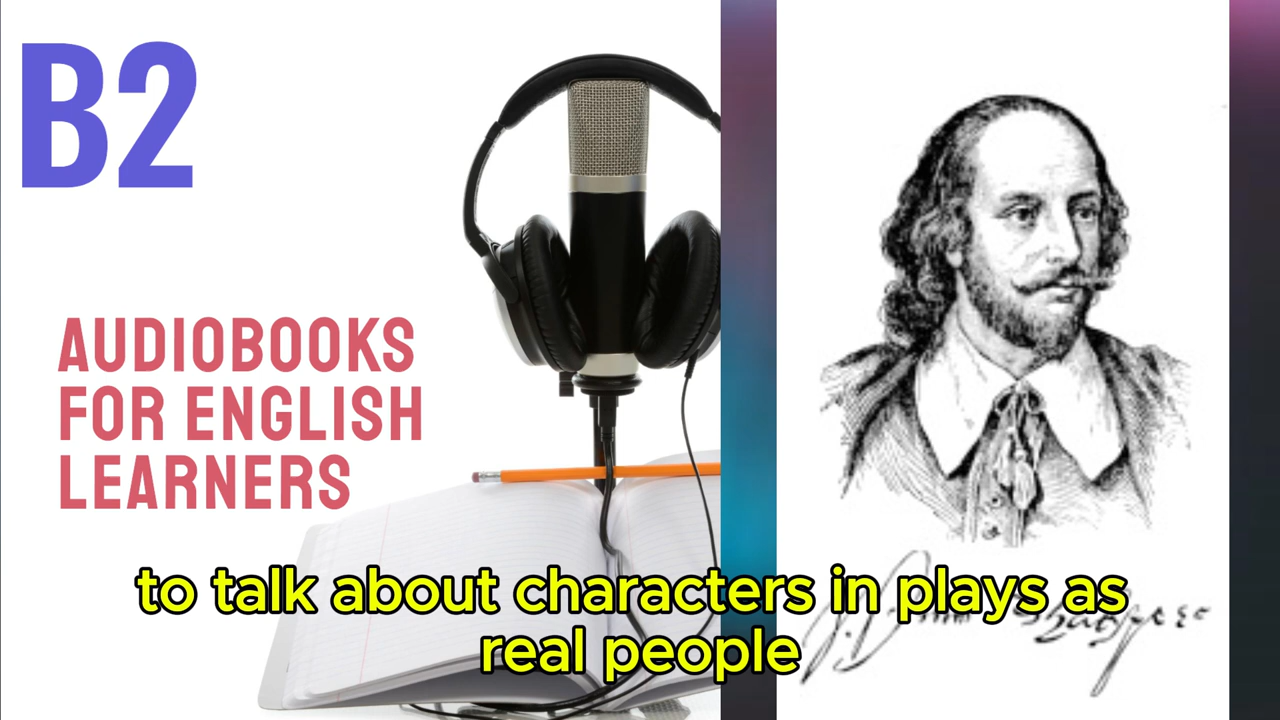 B2
AUDIOBOOKS
FOR ENGLISH
LEARNERS
to talk about characters in plays as
real people